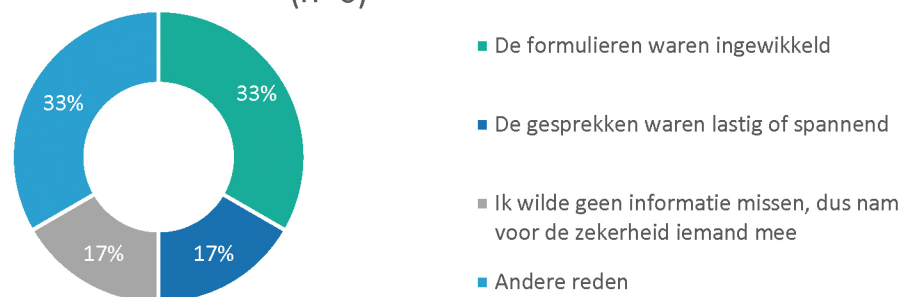 33%
33%
17%
17%
De formulieren waren ingewikkeld
De gesprekken waren lastig of spannend
Ik wilde geen informatie missen, dus nam
voor de zekerheid iemand mee
Andere reden